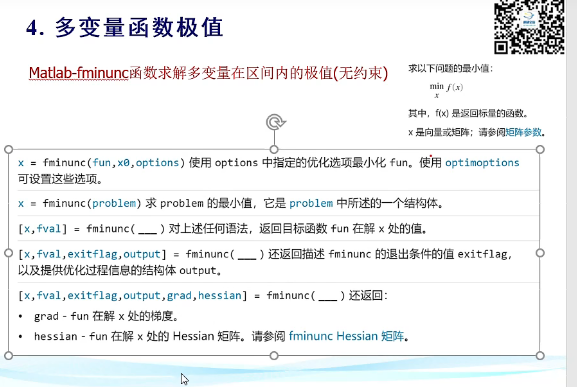 4. 多变量函数极值
Matlab-fminunc函数求解多变量在区间内的极值(无约束)
求以下问题的最小值：
min f(x)
x
其中，f(x) 是返回标量的函数。
x 是向量或矩阵；请参阅矩阵参数。
x = fminunc(fun,x0,options) 使用 options 中指定的优化选项最小化 fun。使用 optimoptions
可设置这些选项。
x = fminunc(problem) 求 problem 的最小值，它是 problem 中所述的一个结构体。
[x,fval] = fminunc( ___ ) 对上述任何语法，返回目标函数 fun 在解 x 处的值。
[x,fval,exitflag,output] = fminunc( ___ ) 还返回描述 fminunc 的退出条件的值 exitflag，
以及提供优化过程信息的结构体 output。
[x,fval,exitflag,output,grad,hessian] = fminunc( ___ ) 还返回：
• grad - fun 在解 x 处的梯度。
• hessian - fun 在解 x 处的 Hessian 矩阵。请参阅 fminunc Hessian 矩阵。